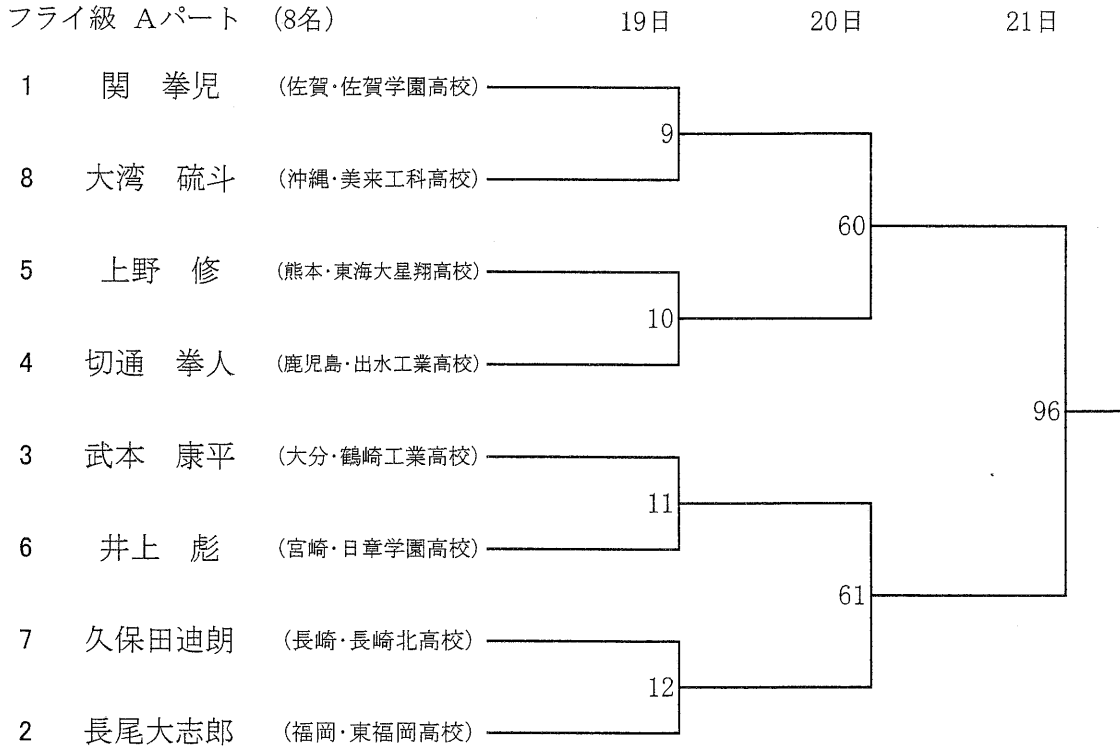 フライ級 Aパート (8名) 19日 20日 21日
1 関 拳児 (佐賀・佐賀学園高校)
9
8 大湾 硫斗 (沖縄・美来工科高校)
60
5 上野 修 (熊本・東海大星翔高校)
10
4 切通 拳人 (鹿児島・出水工業高校)
96
3 武本 康平 (大分・鶴崎工業高校)
11
6 井上 彪 (宮崎・日章学園高校)
61
7 久保田迪朗 (長崎・長崎北高校)
12
2 長尾大志郎 (福岡・東福岡高校)